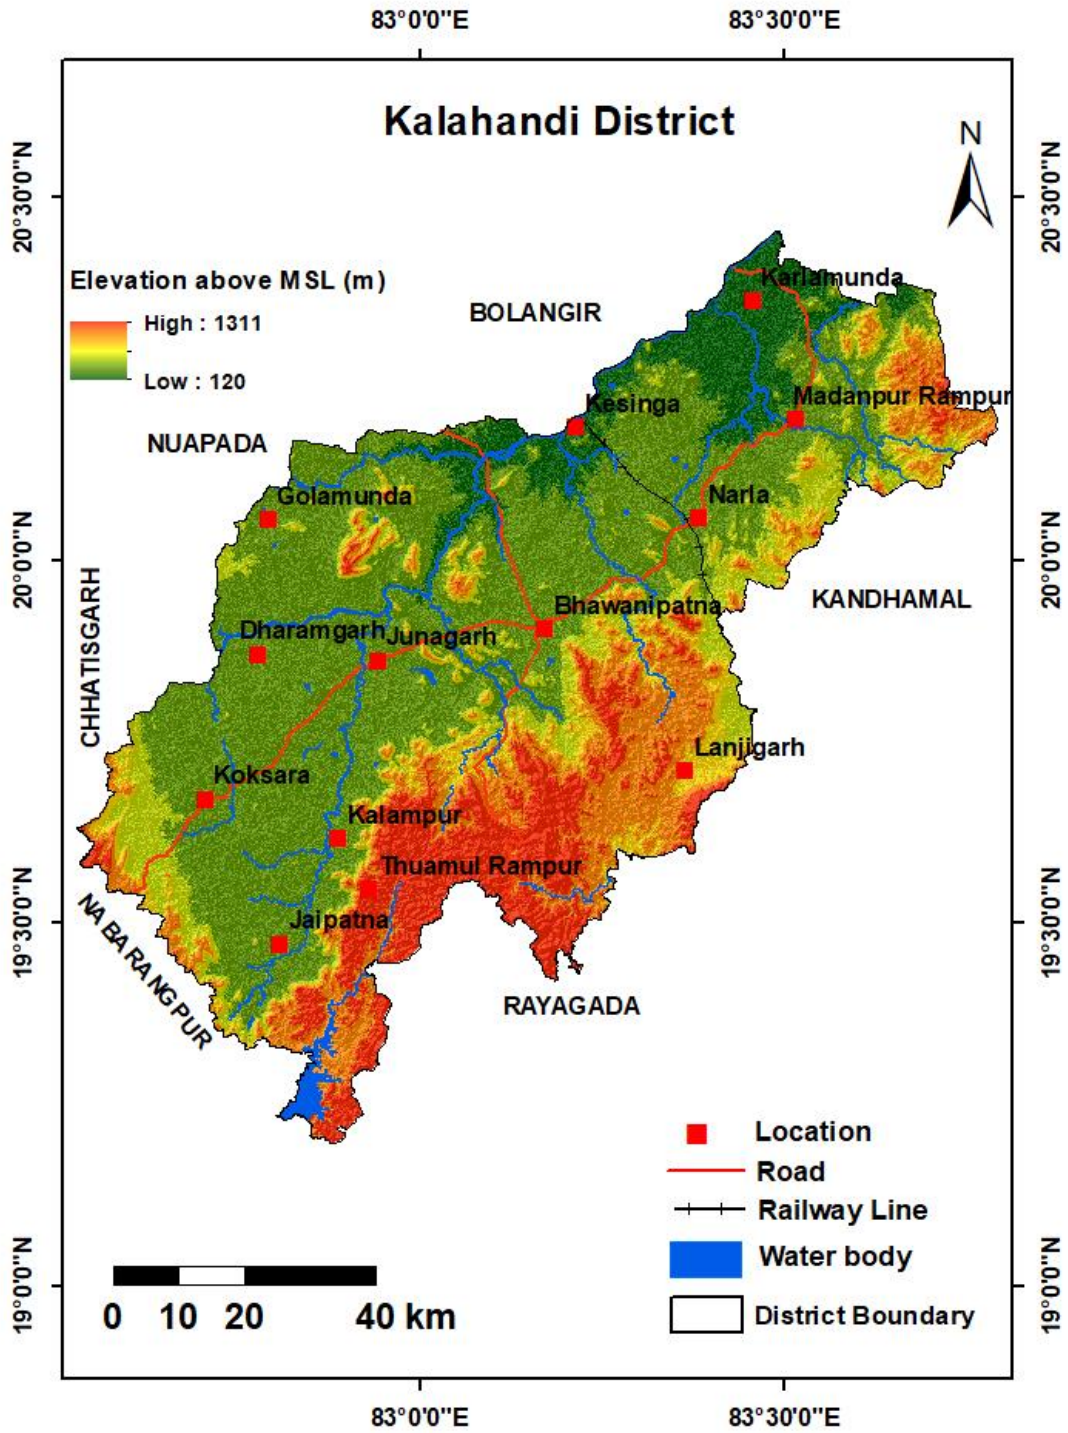 83°0'0"E
83°30'0"E
Kalahandi District
N
20°30'0"N
20°30'0"N
Elevation above MSL (m)
High : 1311
Low : 120
BOLANGIR
Karlamunda
Kesinga
Madanpur Rampur
NUAPADA
Golamunda
Narla
20°0'0"N
20°0'0"N
CHHATISGARH
KANDHAMAL
Bhawanipatna
Dharamgarh
Junagarh
Lanjigarh
Koksara
Kalampur
Thuamul Rampur
Jaipatna
19°30'0"N
19°30'0"N
NABARANGPUR
RAYAGADA
Location
Road
Railway Line
Water body
District Boundary
19°0'0"N
19°0'0"N
0 10 20 40 km
83°0'0"E
83°30'0"E